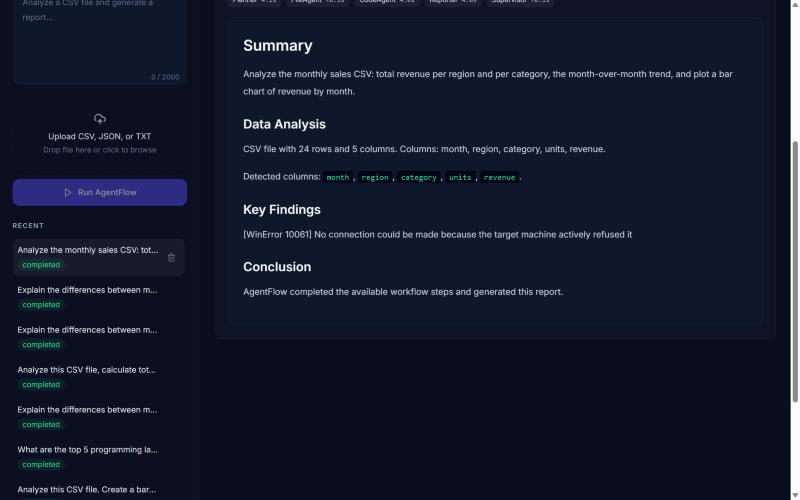 Analyze a CSV file and generate a
report...
0 / 2000
Upload CSV, JSON, or TXT
Drop file here or click to browse
Run AgentFlow
RECENT
Analyze the monthly sales CSV: tot...
completed
Explain the differences between m...
completed
Explain the differences between m...
completed
Analyze this CSV file, calculate tot...
completed
Explain the differences between m...
completed
What are the top 5 programming la...
completed
Analyze this CSV file. Create a bar...
Summary
Analyze the monthly sales CSV: total revenue per region and per category, the month-over-month trend, and plot a bar
chart of revenue by month.
Data Analysis
CSV file with 24 rows and 5 columns. Columns: month, region, category, units, revenue.
Detected columns: month, region, category, units, revenue.
Key Findings
[WinError 10061] No connection could be made because the target machine actively refused it
Conclusion
AgentFlow completed the available workflow steps and generated this report.